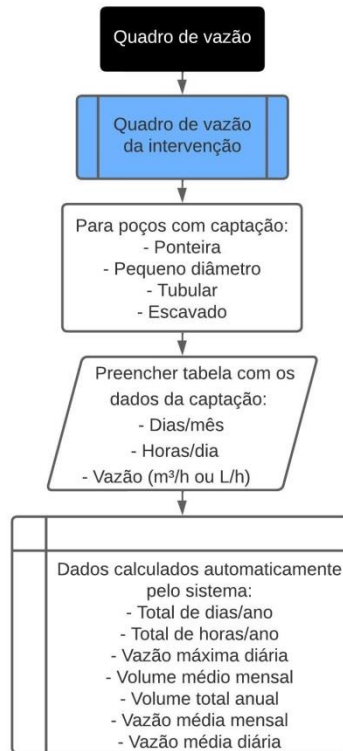 Quadro de vazão
Quadro de vazão
da intervenção
Para poços com captação:
- Ponteira
- Pequeno diâmetro
- Tubular
- Escavado
Preencher tabela com os
dados da captação:
- Dias/mês
- Horas/dia
- Vazão (m³/h ou L/h)
Dados calculados automaticamente
pelo sistema:
- Total de dias/ano
- Total de horas/ano
- Vazão máxima diária
- Volume médio mensal
- Volume total anual
- Vazão média mensal
- Vazão média diária